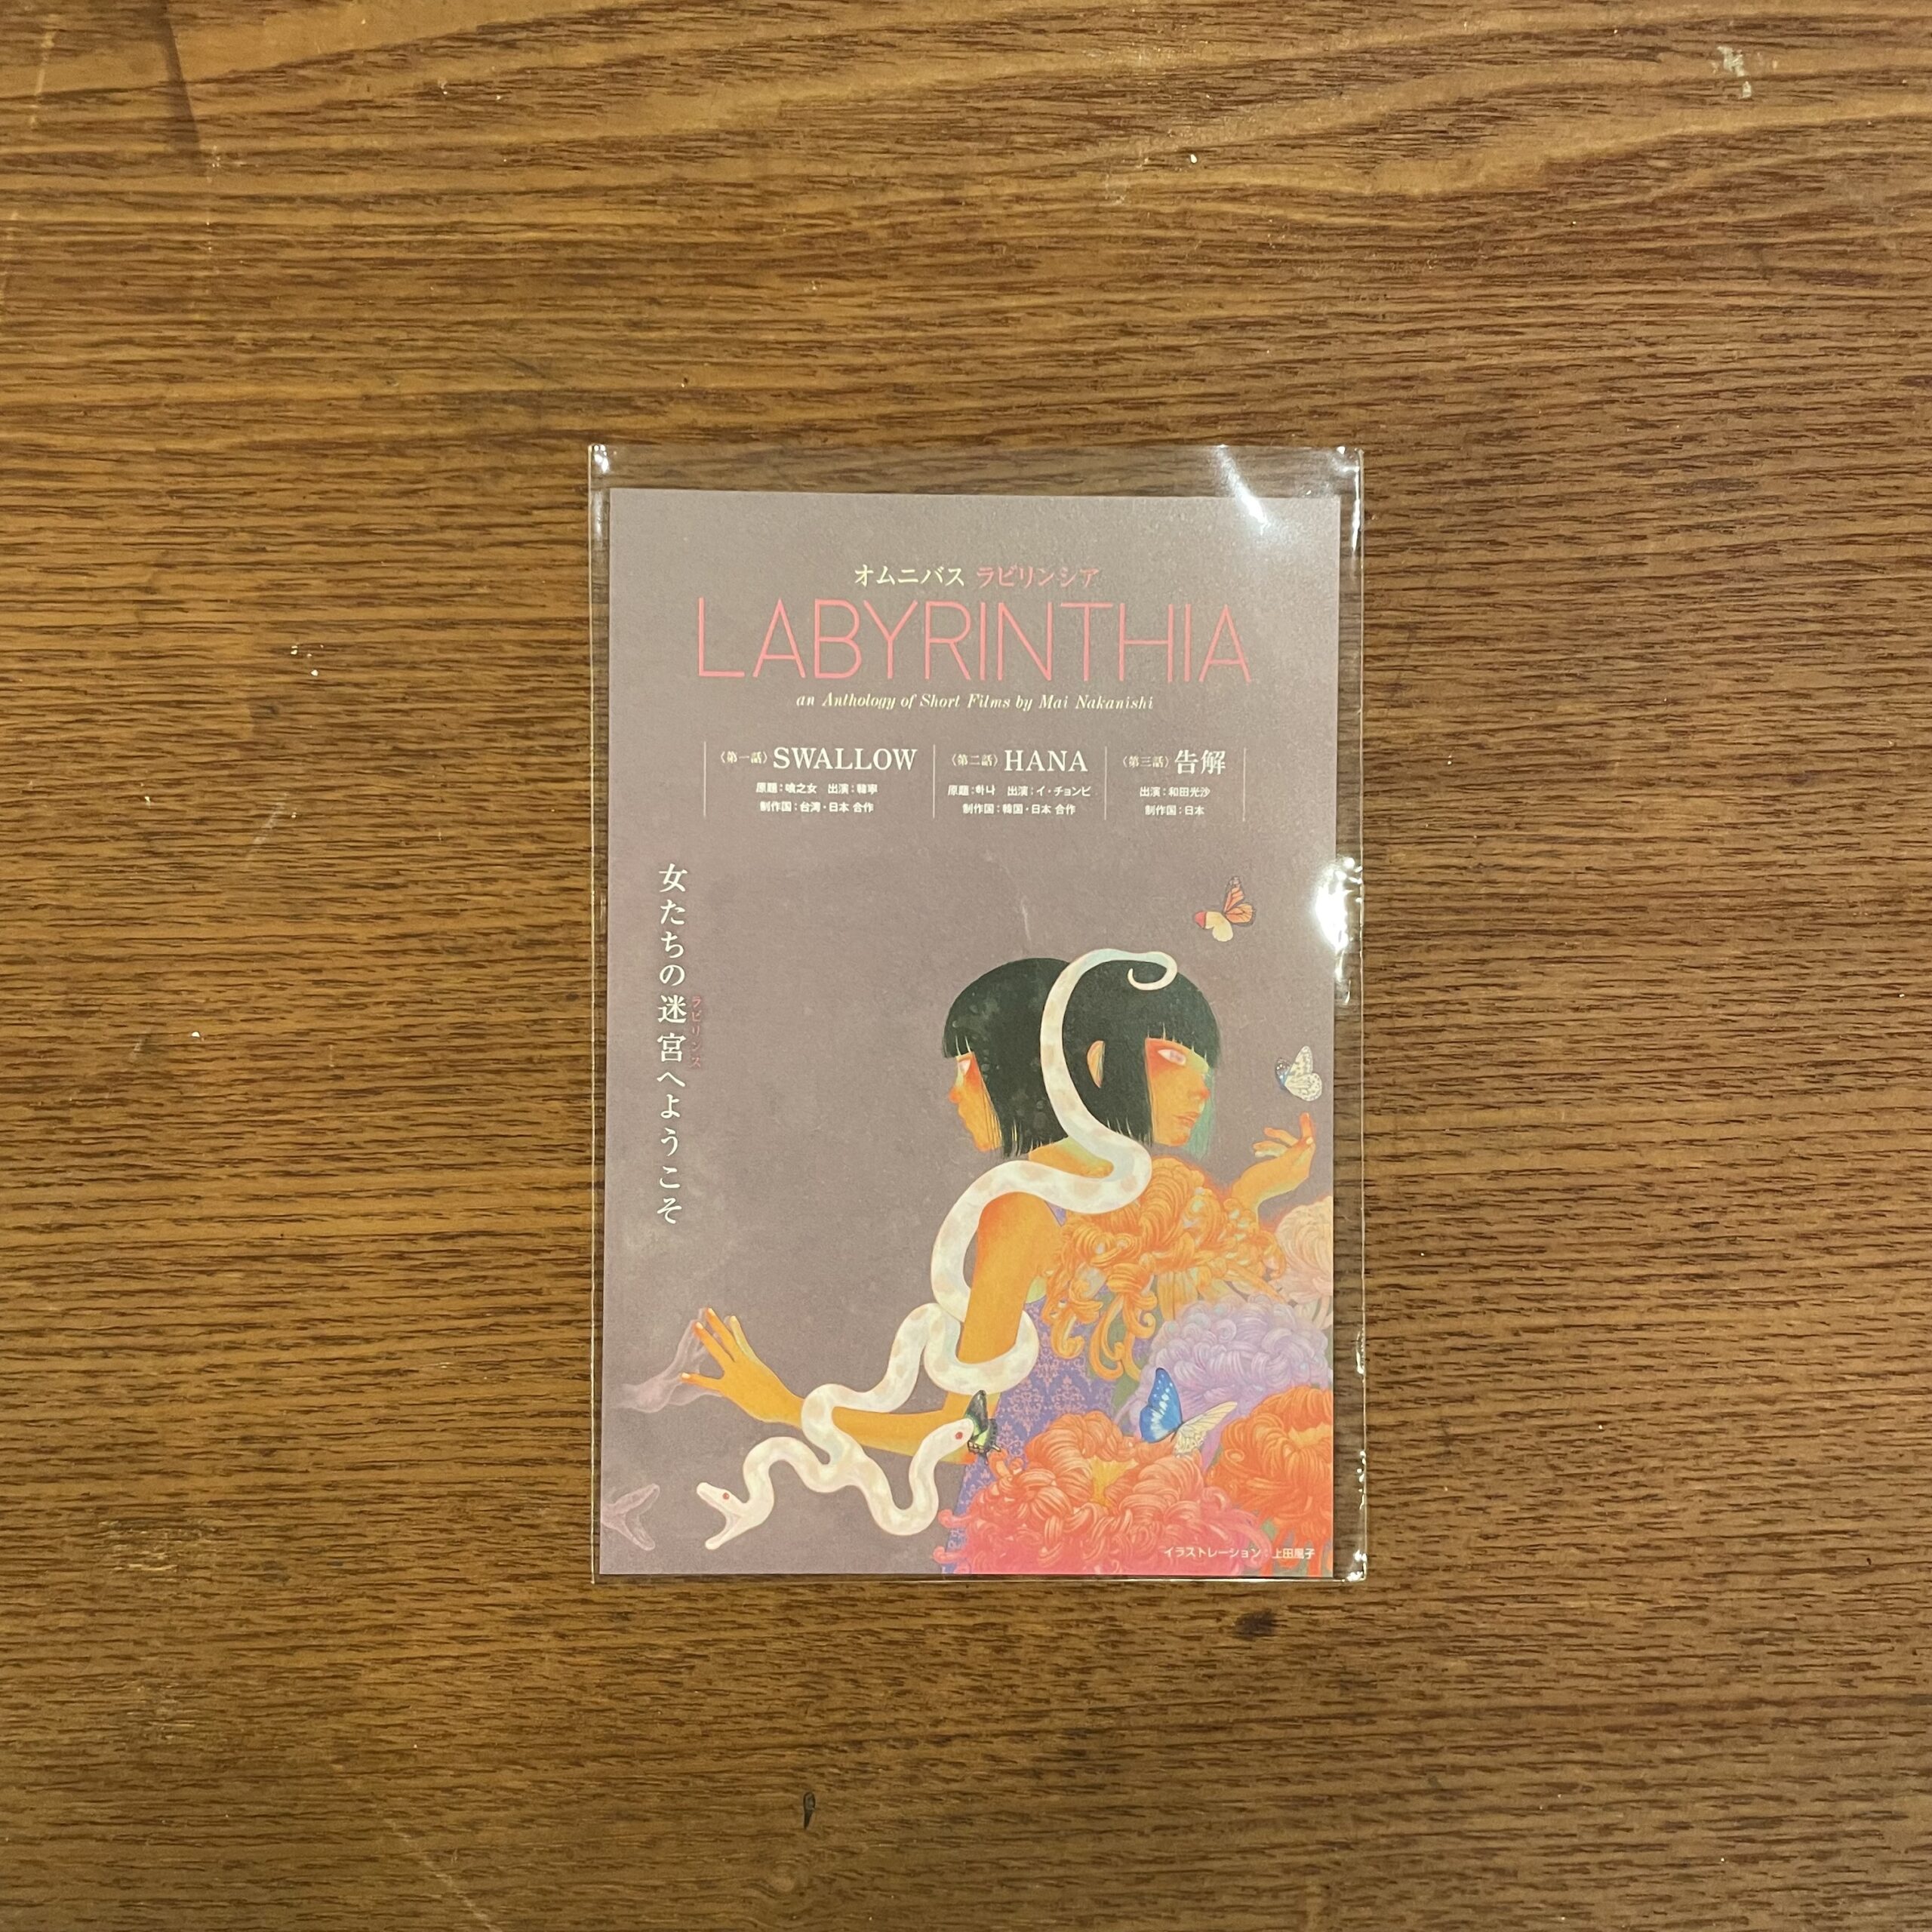 オムニバス ラビリンシア
LABYRINTHIA
an Anthology of Short Films by Mai Nakanishi
〈第一話〉SWALLOW
原題:喰之女 出演:韓寧
制作国:台湾・日本 合作
〈第二話〉HANA
原題:하나 出演:イ・チョンビ
制作国:韓国・日本 合作
〈第三話〉告解
出演:和田光沙
制作国:日本
女たちの迷宮へようこそ
ラビリンス
イラストレーション:上田風子